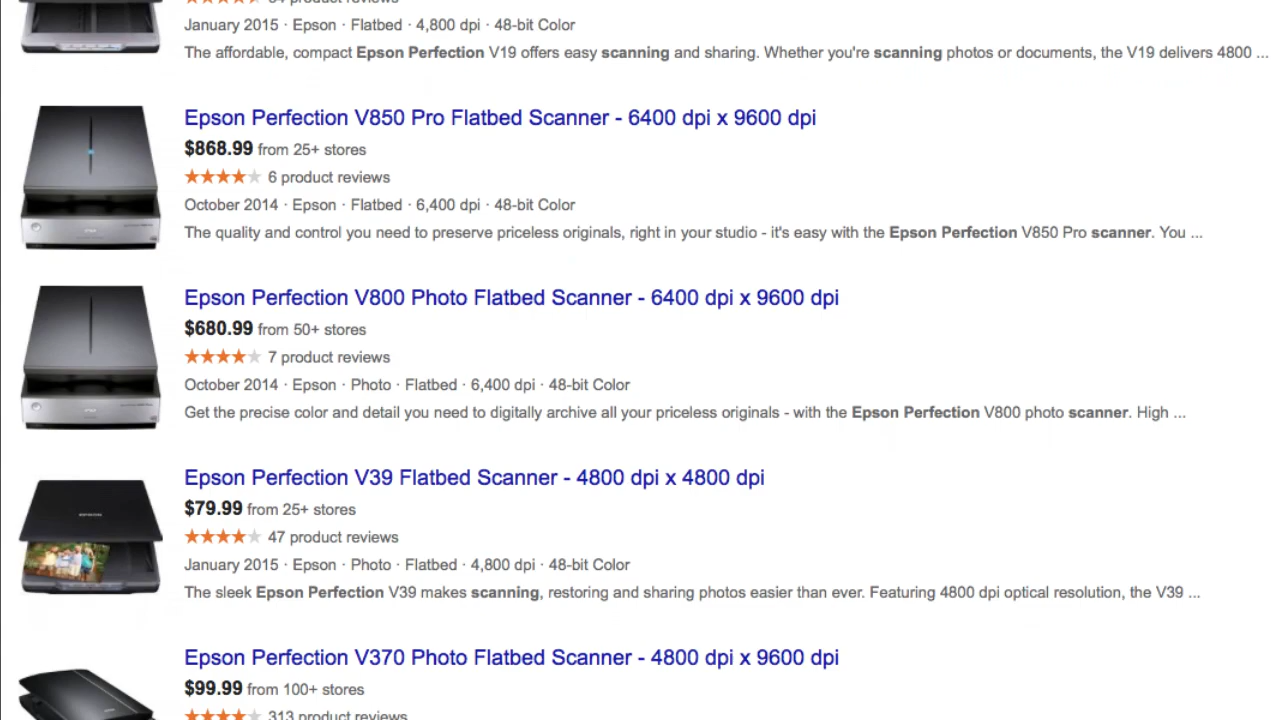 64 product reviews
January 2015 · Epson · Flatbed · 4,800 dpi · 48-bit Color
The affordable, compact Epson Perfection V19 offers easy scanning and sharing. Whether you're scanning photos or documents, the V19 delivers 4800 ...
Epson Perfection V850 Pro Flatbed Scanner - 6400 dpi x 9600 dpi
$868.99 from 25+ stores
6 product reviews
October 2014 · Epson · Flatbed · 6,400 dpi · 48-bit Color
The quality and control you need to preserve priceless originals, right in your studio - it's easy with the Epson Perfection V850 Pro scanner. You ...
Epson Perfection V800 Photo Flatbed Scanner - 6400 dpi x 9600 dpi
$680.99 from 50+ stores
7 product reviews
October 2014 · Epson · Photo · Flatbed · 6,400 dpi · 48-bit Color
Get the precise color and detail you need to digitally archive all your priceless originals - with the Epson Perfection V800 photo scanner. High ...
Epson Perfection V39 Flatbed Scanner - 4800 dpi x 4800 dpi
$79.99 from 25+ stores
EPSON
47 product reviews
January 2015 · Epson · Photo · Flatbed · 4,800 dpi · 48-bit Color
The sleek Epson Perfection V39 makes scanning, restoring and sharing photos easier than ever. Featuring 4800 dpi optical resolution, the V39 ...
Epson Perfection V370 Photo Flatbed Scanner - 4800 dpi x 9600 dpi
$99.99 from 100+ stores
313 product reviews